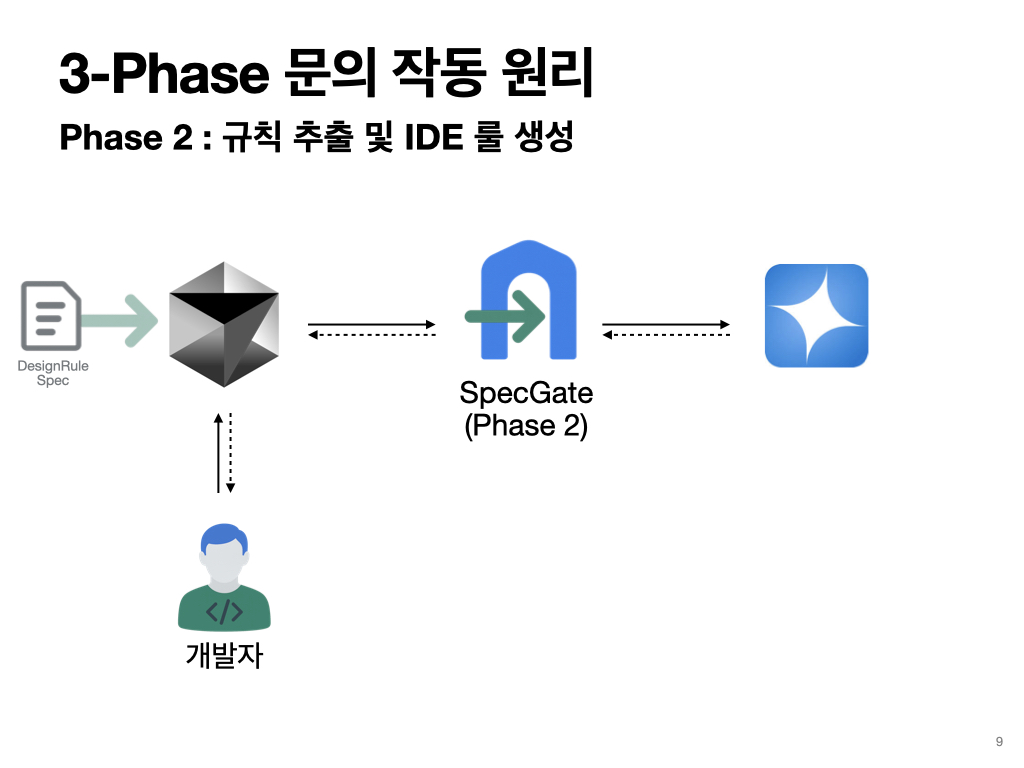 3-Phase 문의 작동 원리
Phase 2 : 규칙 추출 및 IDE 룰 생성
DesignRule
Spec
SpecGate
(Phase 2)
</>
개발자
9